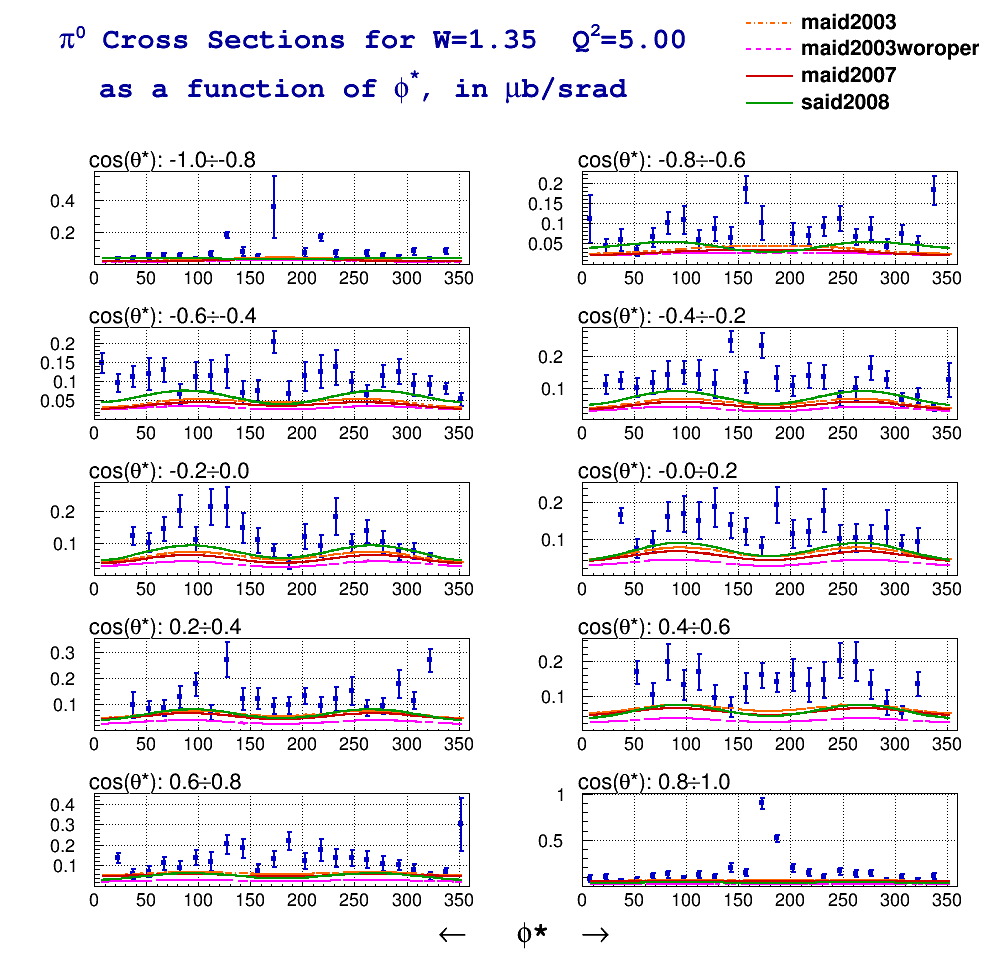 π⁰ Cross Sections for W=1.35 Q²=5.00
as a function of ϕ*, in μb/srad
maid2003
maid2003woroper
maid2007
said2008
cos(θ*): -1.0÷-0.8
0.4
0.2
0 50 100 150 200 250 300 350
cos(θ*): -0.8÷-0.6
0.2
0.15
0.1
0.05
0 50 100 150 200 250 300 350
cos(θ*): -0.6÷-0.4
0.2
0.15
0.1
0.05
0 50 100 150 200 250 300 350
cos(θ*): -0.4÷-0.2
0.2
0.1
0 50 100 150 200 250 300 350
cos(θ*): -0.2÷0.0
0.2
0.1
0 50 100 150 200 250 300 350
cos(θ*): -0.0÷0.2
0.2
0.1
0 50 100 150 200 250 300 350
cos(θ*): 0.2÷0.4
0.3
0.2
0.1
0 50 100 150 200 250 300 350
cos(θ*): 0.4÷0.6
0.2
0.1
0 50 100 150 200 250 300 350
cos(θ*): 0.6÷0.8
0.4
0.3
0.2
0.1
0 50 100 150 200 250 300 350
cos(θ*): 0.8÷1.0
1
0.5
0 50 100 150 200 250 300 350
← ϕ* →